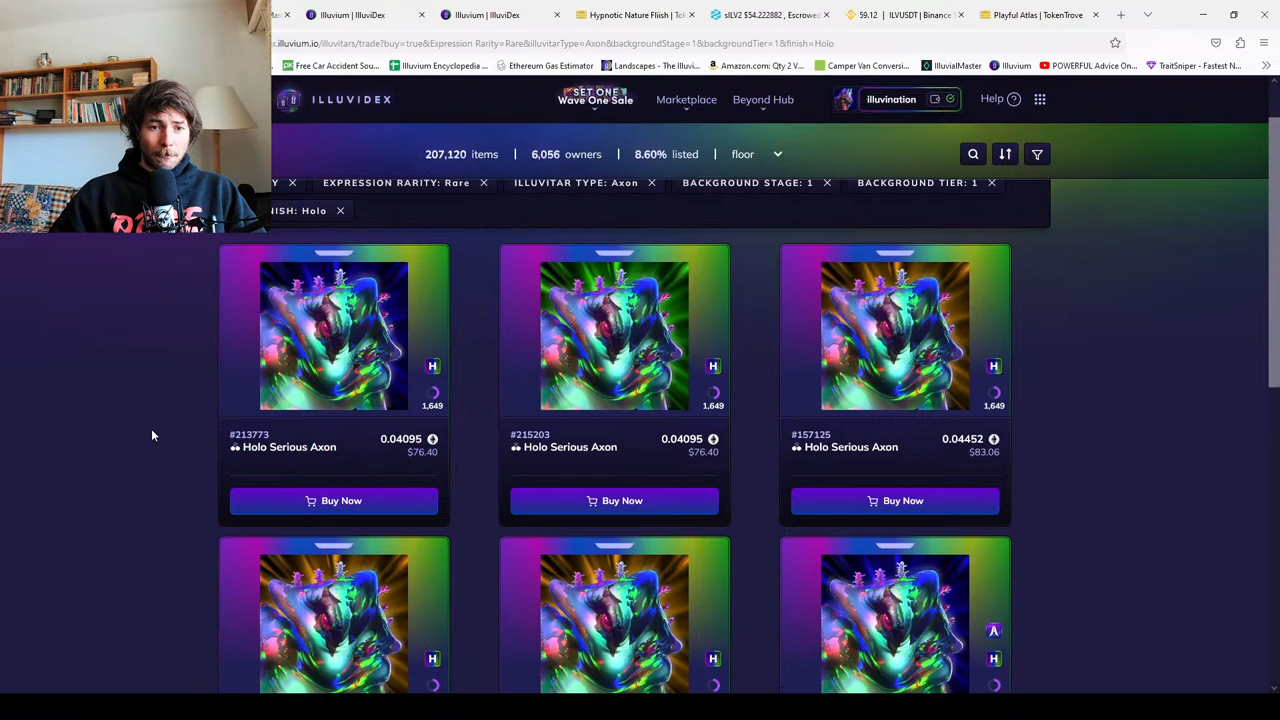 Illuvium | IlluviDex
Illuvium | IlluviDex
Hypnotic Nature Fliish | Tok
sILV2 $54.222882 , Escrowed
59.12 | ILVUSDT | Binance
Playful Atlas | TokenTrove
.illuvium.io/illuvitars/trade?buy=true&Expression Rarity=Rare&illuvitarType=Axon&backgroundStage=1&backgroundTier=1&finish=Holo
Free Car Accident Sou...
Illuvium Encyclopedia
Ethereum Gas Estimator
Landscapes - The Illuvi...
Amazon.com: Qty 2 V...
Camper Van Conversi...
IlluvialMaster
Illuvium
POWERFUL Advice On...
TraitSniper - Fastest N...
ILLUVIDEX
SET ONE
Wave One Sale
Marketplace
Beyond Hub
illuvination
Help
207,120 items | 6,056 owners | 8.60% listed | floor
EXPRESSION RARITY: Rare
ILLUVITAR TYPE: Axon
BACKGROUND STAGE: 1
BACKGROUND TIER: 1
NISH: Holo
H
1,649
H
1,649
H
1,649
#213773
Holo Serious Axon
0.04095
$76.40
Buy Now
#215203
Holo Serious Axon
0.04095
$76.40
Buy Now
#157125
Holo Serious Axon
0.04452
$83.06
Buy Now
H
H
A
H